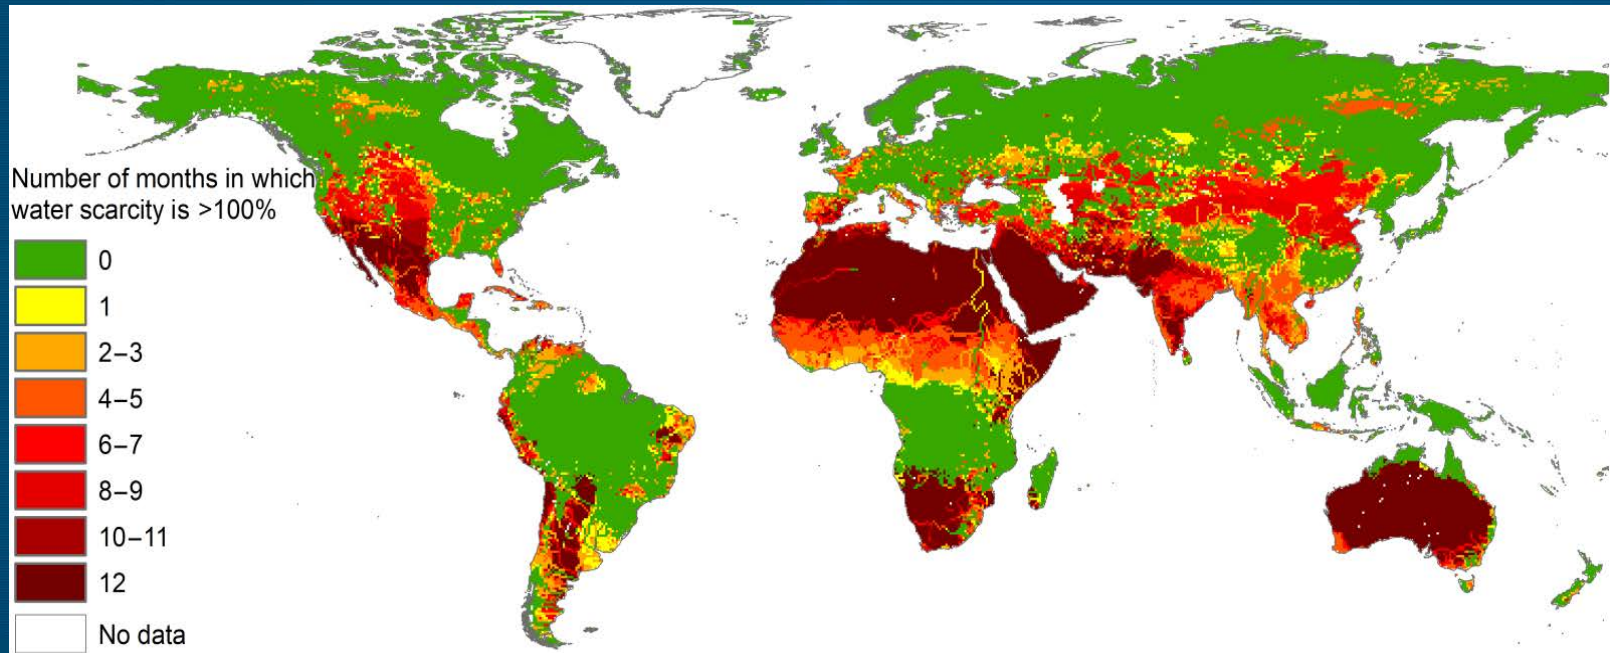 Number of months in which
water scarcity is >100%
0
1
2–3
4–5
6–7
8–9
10–11
12
No data